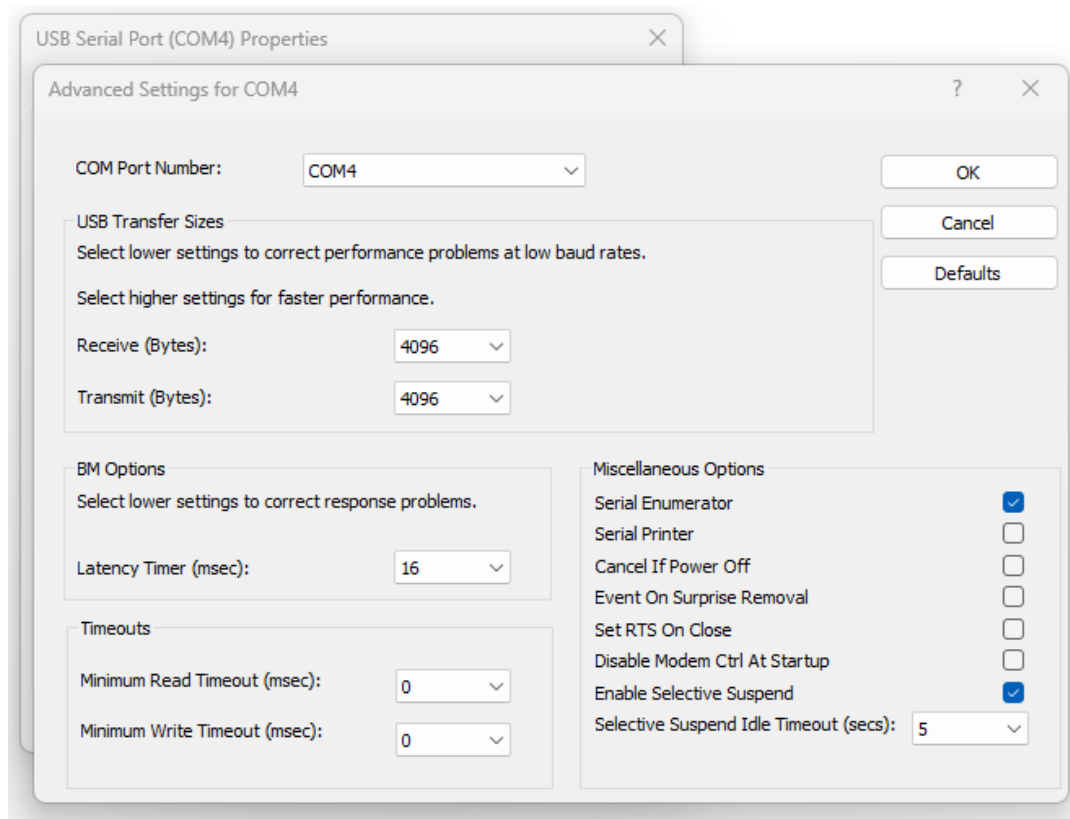 USB Serial Port (COM4) Properties
Advanced Settings for COM4
?
COM Port Number:
COM4
OK
Cancel
Defaults
USB Transfer Sizes
Select lower settings to correct performance problems at low baud rates.
Select higher settings for faster performance.
Receive (Bytes):
4096
Transmit (Bytes):
4096
BM Options
Select lower settings to correct response problems.
Latency Timer (msec):
16
Timeouts
Minimum Read Timeout (msec):
0
Minimum Write Timeout (msec):
0
Miscellaneous Options
Serial Enumerator
Serial Printer
Cancel If Power Off
Event On Surprise Removal
Set RTS On Close
Disable Modem Ctrl At Startup
Enable Selective Suspend
Selective Suspend Idle Timeout (secs):
5